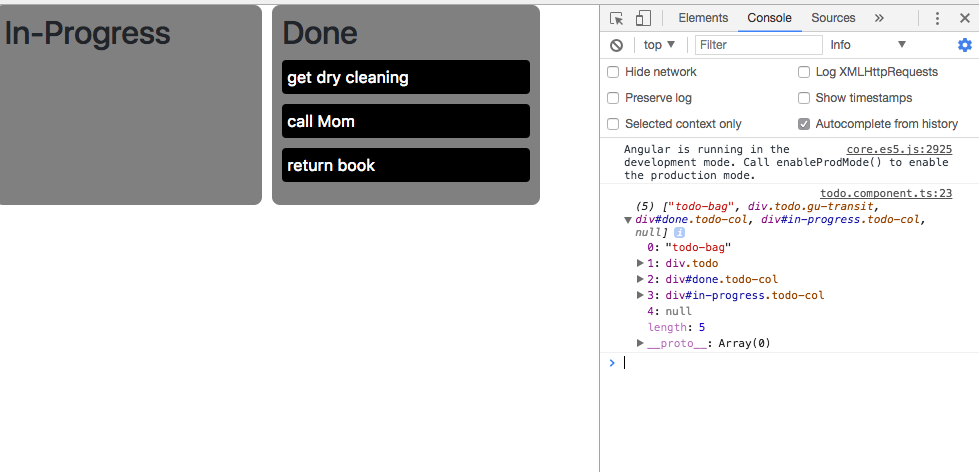 In-Progress
Done
get dry cleaning
call Mom
return book
Elements Console Sources »
top ▼ Filter Info ▼
Hide network Log XMLHttpRequests
Preserve log Show timestamps
Selected context only Autocomplete from history
Angular is running in the core.es5.js:2925
development mode. Call enableProdMode() to enable
the production mode.
todo.component.ts:23
(5) ["todo-bag", div.todo.gu-transit,
div#done.todo-col, div#in-progress.todo-col,
null] i
0: "todo-bag"
1: div.todo
2: div#done.todo-col
3: div#in-progress.todo-col
4: null
length: 5
__proto__: Array(0)